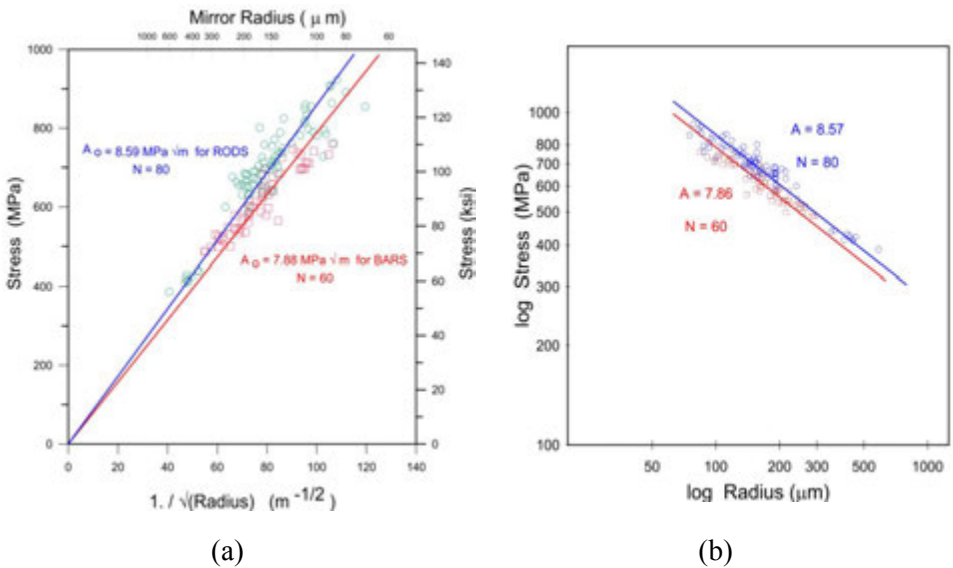 Mirror Radius ( μ m)
1000 600 400 300 200 150 100 80 60
1000
800
600
400
200
0
Stress (MPa)
A o = 8.59 MPa √m for RODS
N = 80
A o = 7.88 MPa √m for BARS
N = 60
140
120
100
80
60
40
20
0
Stress (ksi)
0 20 40 60 80 100 120 140
1. / √(Radius) (m -1/2)
(a)
1000
800
700
600
500
400
300
200
100
log Stress (MPa)
A = 8.57
N = 80
A = 7.86
N = 60
50 100 200 300 500 1000
log Radius (μm)
(b)